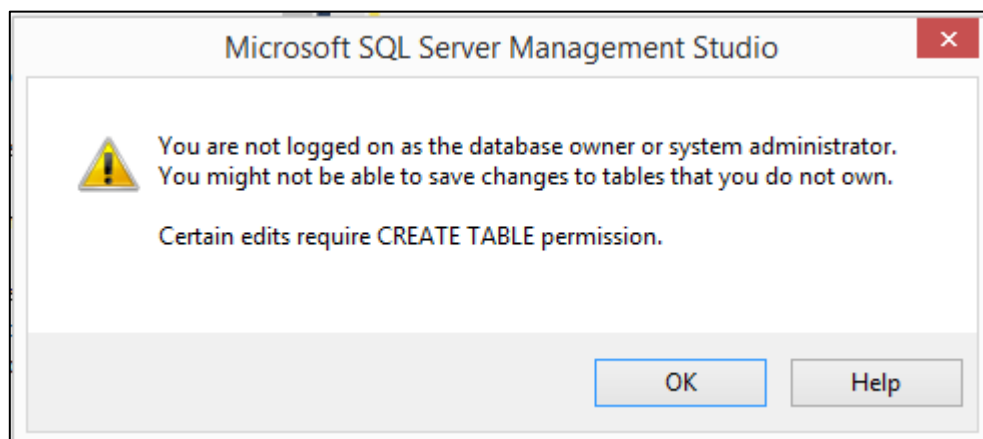 Microsoft SQL Server Management Studio
You are not logged on as the database owner or system administrator.
You might not be able to save changes to tables that you do not own.
Certain edits require CREATE TABLE permission.
OK
Help